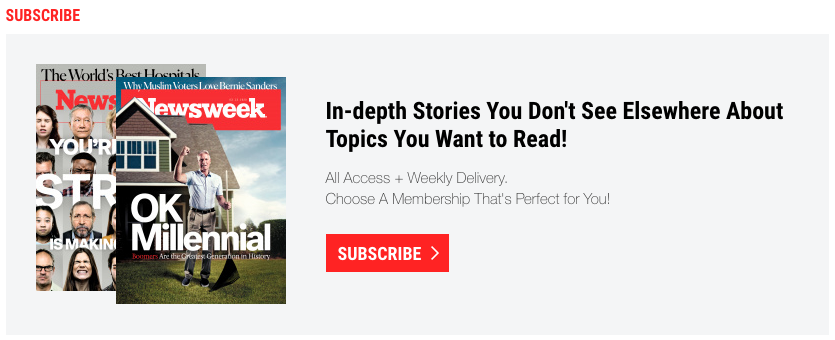 SUBSCRIBE
The World's Best Hospitals
News
YOU'R
STR
IS MAKING
Why Muslim Voters Love Bernie Sanders
Newsweek
OK
Millennial
Boomers Are the Greatest Generation in History
In-depth Stories You Don't See Elsewhere About
Topics You Want to Read!
All Access + Weekly Delivery.
Choose A Membership That's Perfect for You!
SUBSCRIBE